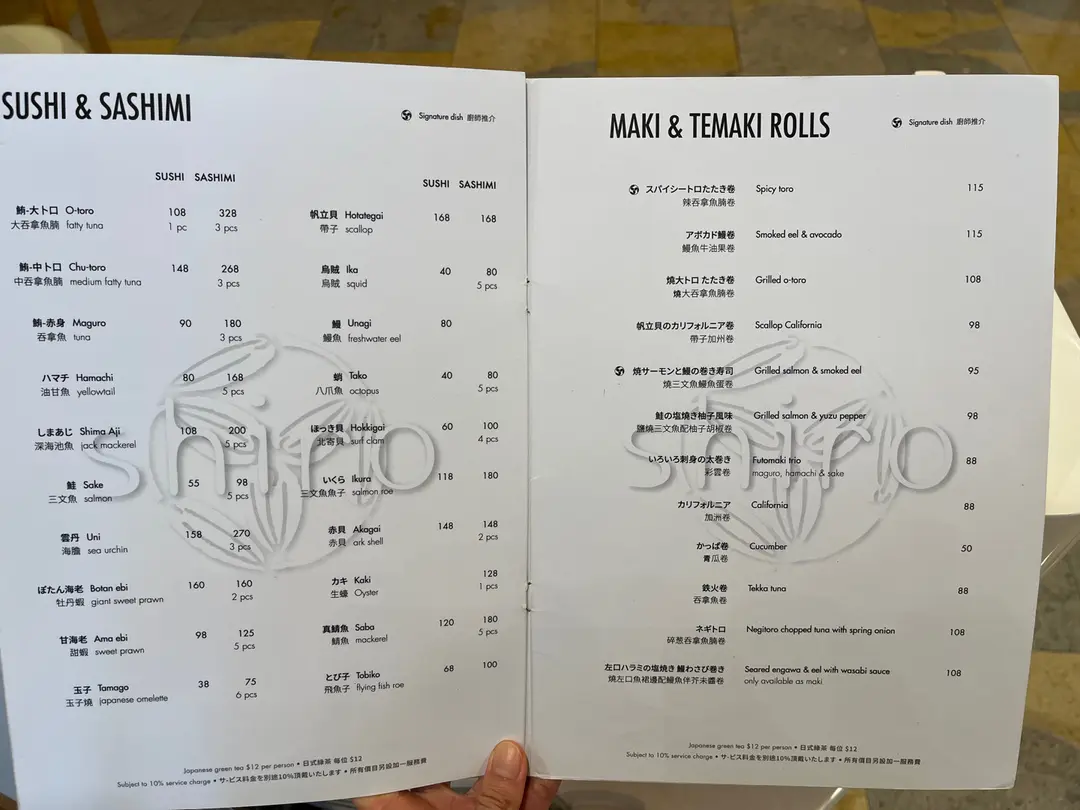 SUSHI & SASHIMI
Signature dish 廚師推介
SUSHI SASHIMI
鮪-大トロ O-toro 108 328
大吞拿魚腩 fatty tuna 1 pc 3 pcs
鮪-中トロ Chu-toro 148 268
中吞拿魚腩 medium fatty tuna 3 pcs
鮪-赤身 Maguro 90 180
吞拿魚 tuna 3 pcs
ハマチ Hamachi 80 168
油甘魚 yellowtail 5 pcs
しまあじ Shima Aji 108 200
深海池魚 jack mackerel 5 pcs
鮭 Sake 55 98
三文魚 salmon 5 pcs
雲丹 Uni 158 270
海膽 sea urchin 3 pcs
ぼたん海老 Botan ebi 160 160
牡丹蝦 giant sweet prawn 2 pcs
甘海老 Ama ebi 98 125
甜蝦 sweet prawn 5 pcs
玉子 Tamago 38 75
玉子燒 japanese omelette 6 pcs
SUSHI SASHIMI
帆立貝 Hotategai 168 168
帶子 scallop
烏賊 Ika 40 80
烏賊 squid 5 pcs
鰻 Unagi 80
鰻魚 freshwater eel
蛸 Tako 40 80
八爪魚 octopus 5 pcs
ほっき貝 Hokkigai 60 100
北寄貝 surf clam 4 pcs
いくら Ikura 118 180
三文魚魚子 salmon roe
赤貝 Akagai 148 148
赤貝 ark shell 2 pcs
カキ Kaki 128
生蠔 Oyster 1 pcs
真鯖魚 Saba 120 180
鯖魚 mackerel 5 pcs
とび子 Tobiko 68 100
飛魚子 flying fish roe
shiro
Japanese green tea $12 per person • 日式綠茶 每位 $12
Subject to 10% service charge • サービス料金を別途10%頂戴いたします • 所有價目另設加一服務費
MAKI & TEMAKI ROLLS
Signature dish 廚師推介
スパイシートロたたき卷 Spicy toro 115
辣吞拿魚腩卷
アボカド鰻卷 Smoked eel & avocado 115
鰻魚牛油果卷
燒大トロ たたき卷 Grilled o-toro 108
燒大吞拿魚腩卷
帆立貝のカリフォルニア卷 Scallop California 98
帶子加州卷
焼サーモンと鰻の巻き寿司 Grilled salmon & smoked eel 95
燒三文魚鰻魚蛋卷
鮭の塩焼き柚子風味 Grilled salmon & yuzu pepper 98
鹽燒三文魚配柚子胡椒卷
いろいろ刺身の太巻き Futomaki trio 88
彩雲卷 maguro, hamachi & sake
カリフォルニア California 88
加洲卷
かっぱ卷 Cucumber 50
青瓜卷
鉄火卷 Tekka tuna 88
吞拿魚卷
ネギトロ Negitoro chopped tuna with spring onion 108
碎葱吞拿魚腩卷
左口ハラミの塩焼き 鰻わさび巻き Seared engawa & eel with wasabi sauce 108
燒左口魚裙邊配鰻魚伴芥末醬卷 only available as maki
shiro
Japanese green tea $12 per person • 日式綠茶 每位 $12
Subject to 10% service charge • サービス料金を別途10%頂戴いたします • 所有價目另設加一服務費